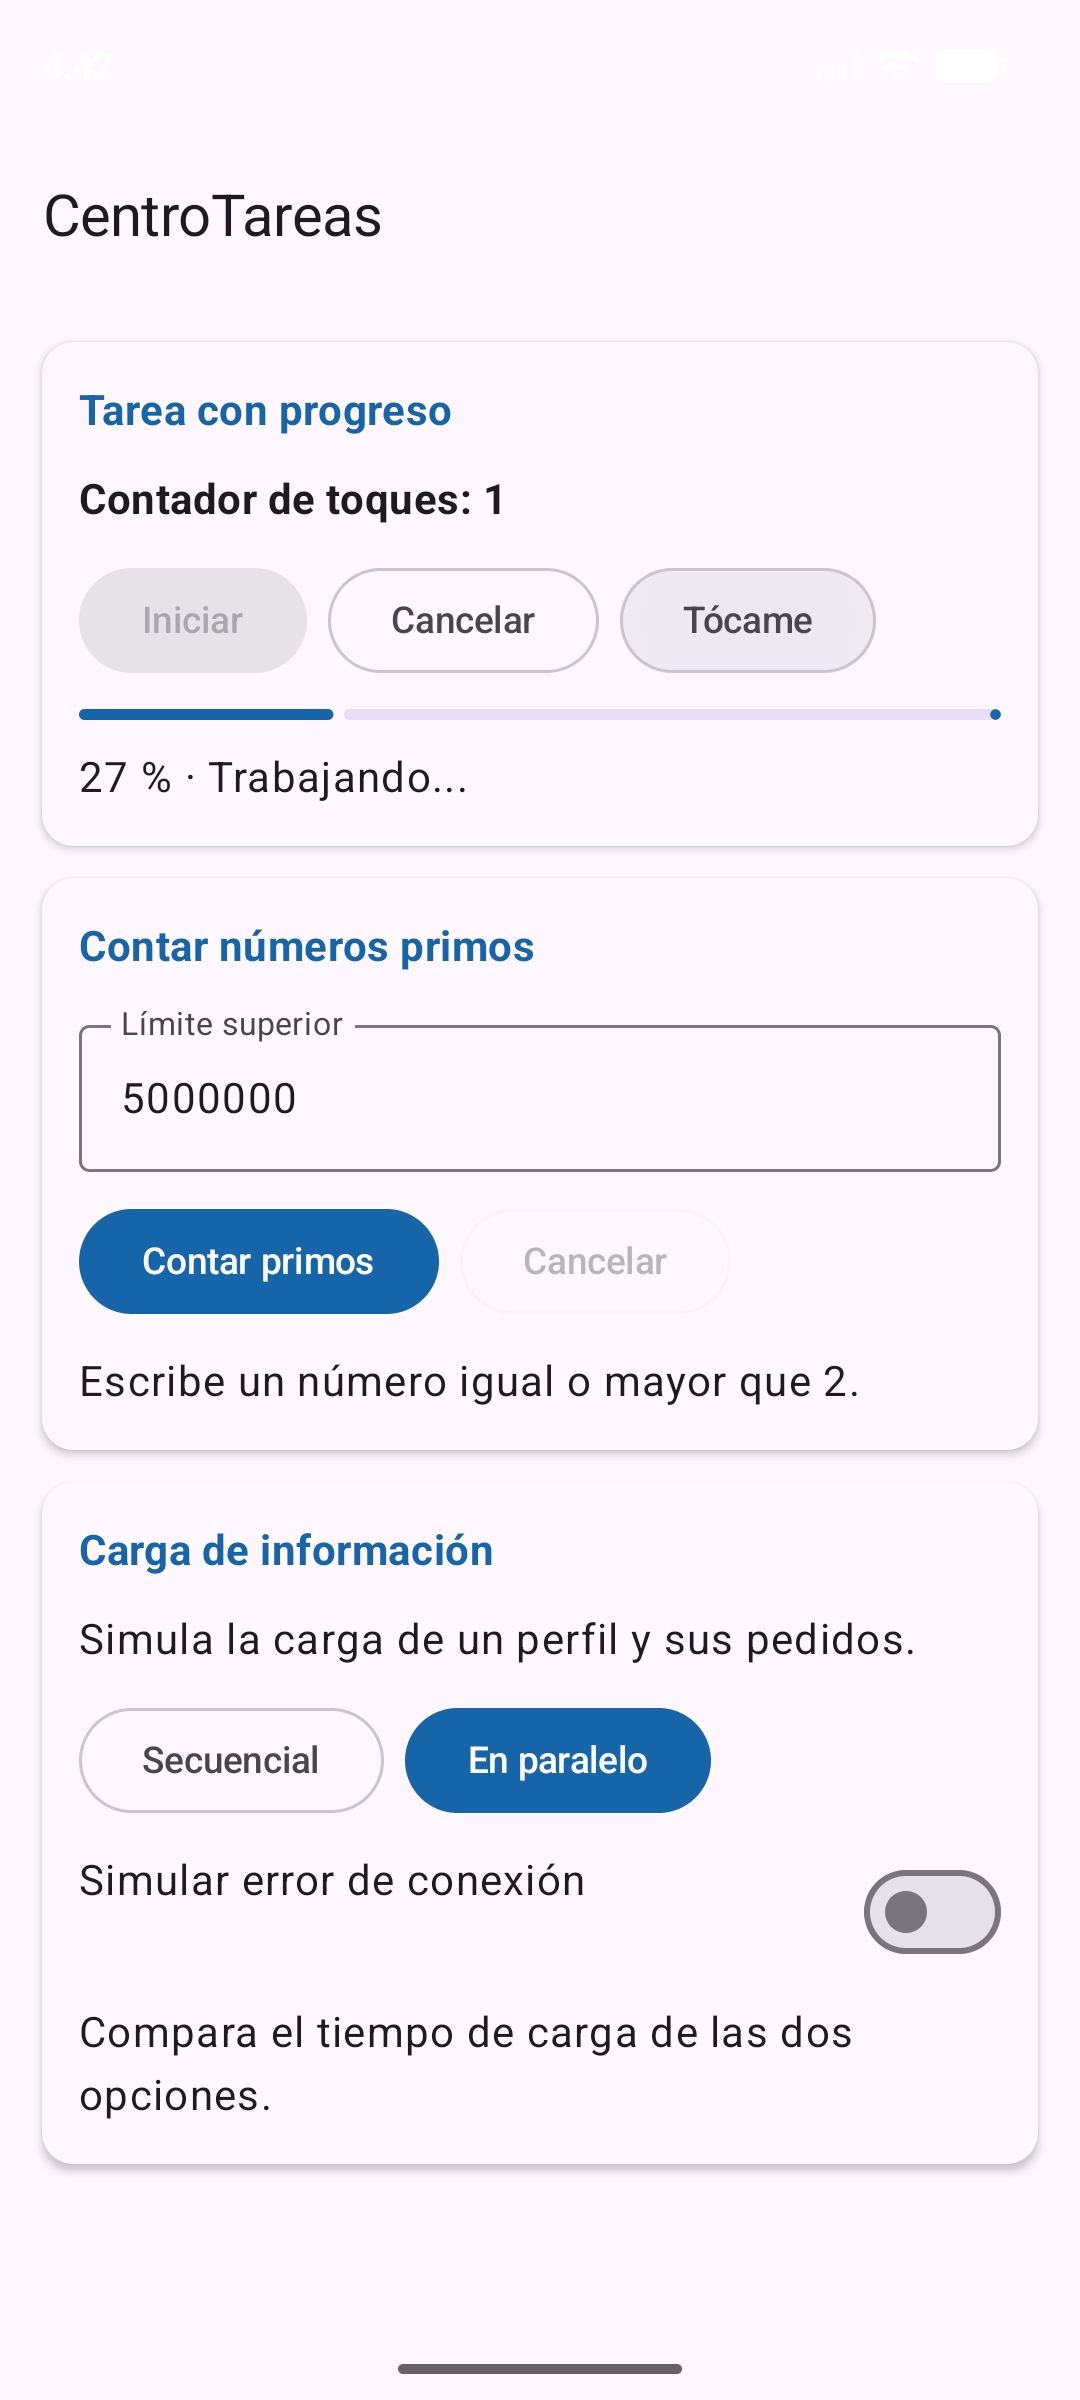 4:42
CentroTareas
Tarea con progreso
Contador de toques: 1
Iniciar Cancelar Tócame
27 % · Trabajando...
Contar números primos
Límite superior
5000000
Contar primos Cancelar
Escribe un número igual o mayor que 2.
Carga de información
Simula la carga de un perfil y sus pedidos.
Secuencial En paralelo
Simular error de conexión
Compara el tiempo de carga de las dos
opciones.